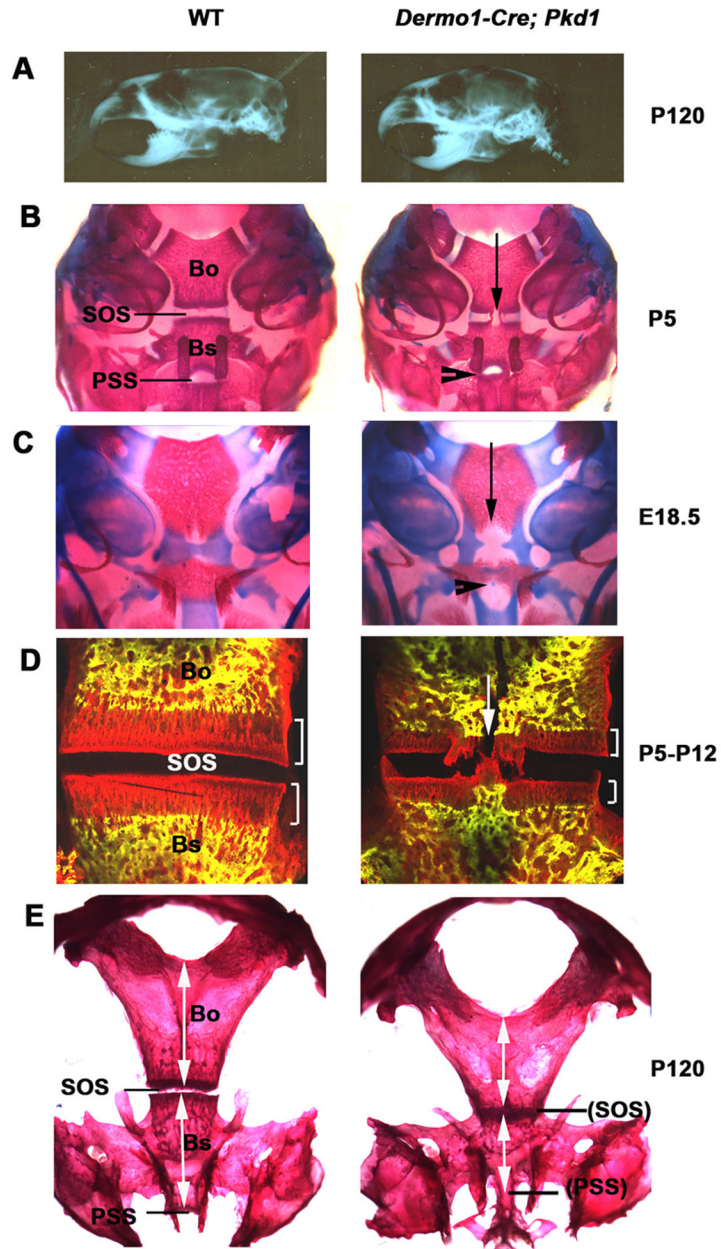 WT Dermo1-Cre; Pkd1
A
P120
B
Bo
SOS
Bs
PSS
P5
C
E18.5
D
Bo
SOS
Bs
P5-P12
E
Bo
SOS
Bs
PSS
P120
(SOS)
(PSS)